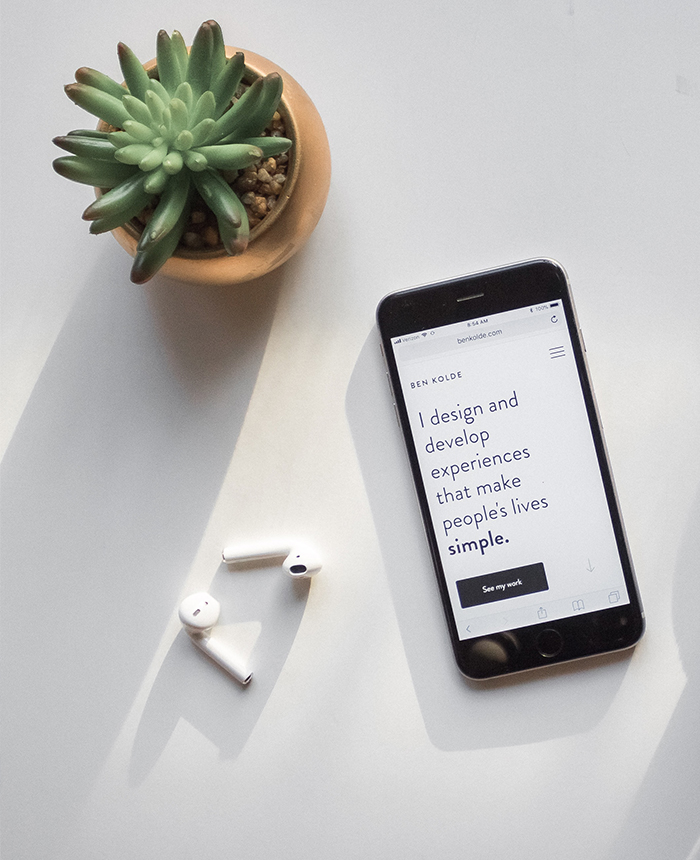 Verizon 8:54 AM 100%
benkolde.com
BEN KOLDE
I design and
develop
experiences
that make
people's lives
simple.
See my work